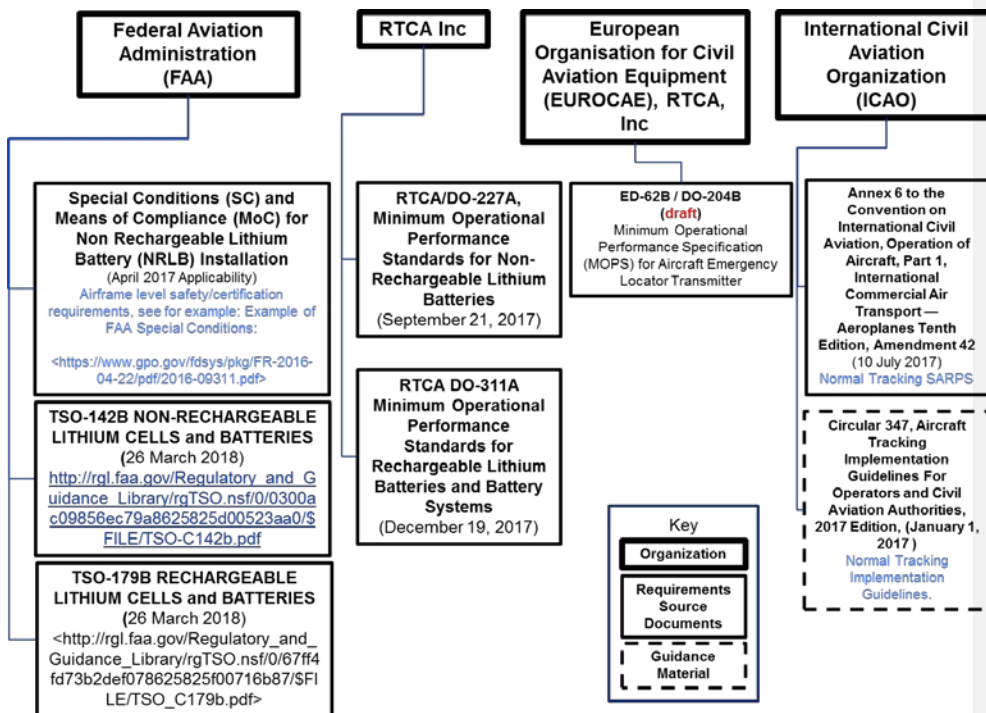 Federal Aviation
Administration
(FAA)
RTCA Inc
European
Organisation for Civil
Aviation Equipment
(EUROCAE), RTCA,
Inc
International Civil
Aviation
Organization
(ICAO)
Special Conditions (SC) and
Means of Compliance (MoC) for
Non Rechargeable Lithium
Battery (NRLB) Installation
(April 2017 Applicability)
Airframe level safety/certification
requirements, see for example: Example of
FAA Special Conditions:
<https://www.gpo.gov/fdsys/pkg/FR-2016-
04-22/pdf/2016-09311.pdf>
TSO-142B NON-RECHARGEABLE
LITHIUM CELLS and BATTERIES
(26 March 2018)
http://rgl.faa.gov/Regulatory_and_G
uidance_Library/rgTSO.nsf/0/0300a
c09856ec79a8625825d00523aa0/$
FILE/TSO-C142b.pdf
TSO-179B RECHARGEABLE
LITHIUM CELLS and BATTERIES
(26 March 2018)
<http://rgl.faa.gov/Regulatory_and_
Guidance_Library/rgTSO.nsf/0/67ff4
fd73b2def078625825f00716b87/$FI
LE/TSO_C179b.pdf>
RTCA/DO-227A,
Minimum Operational
Performance
Standards for Non-
Rechargeable Lithium
Batteries
(September 21, 2017)
RTCA DO-311A
Minimum Operational
Performance
Standards for
Rechargeable Lithium
Batteries and Battery
Systems
(December 19, 2017)
ED-62B / DO-204B
(draft)
Minimum Operational
Performance Specification
(MOPS) for Aircraft Emergency
Locator Transmitter
Annex 6 to the
Convention on
International Civil
Aviation, Operation of
Aircraft, Part 1,
International
Commercial Air
Transport —
Aeroplanes Tenth
Edition, Amendment 42
(10 July 2017)
Normal Tracking SARPS
Circular 347, Aircraft
Tracking
Implementation
Guidelines For
Operators and Civil
Aviation Authorities,
2017 Edition, (January 1,
2017 )
Normal Tracking
Implementation
Guidelines.
Key
Organization
Requirements
Source
Documents
Guidance
Material